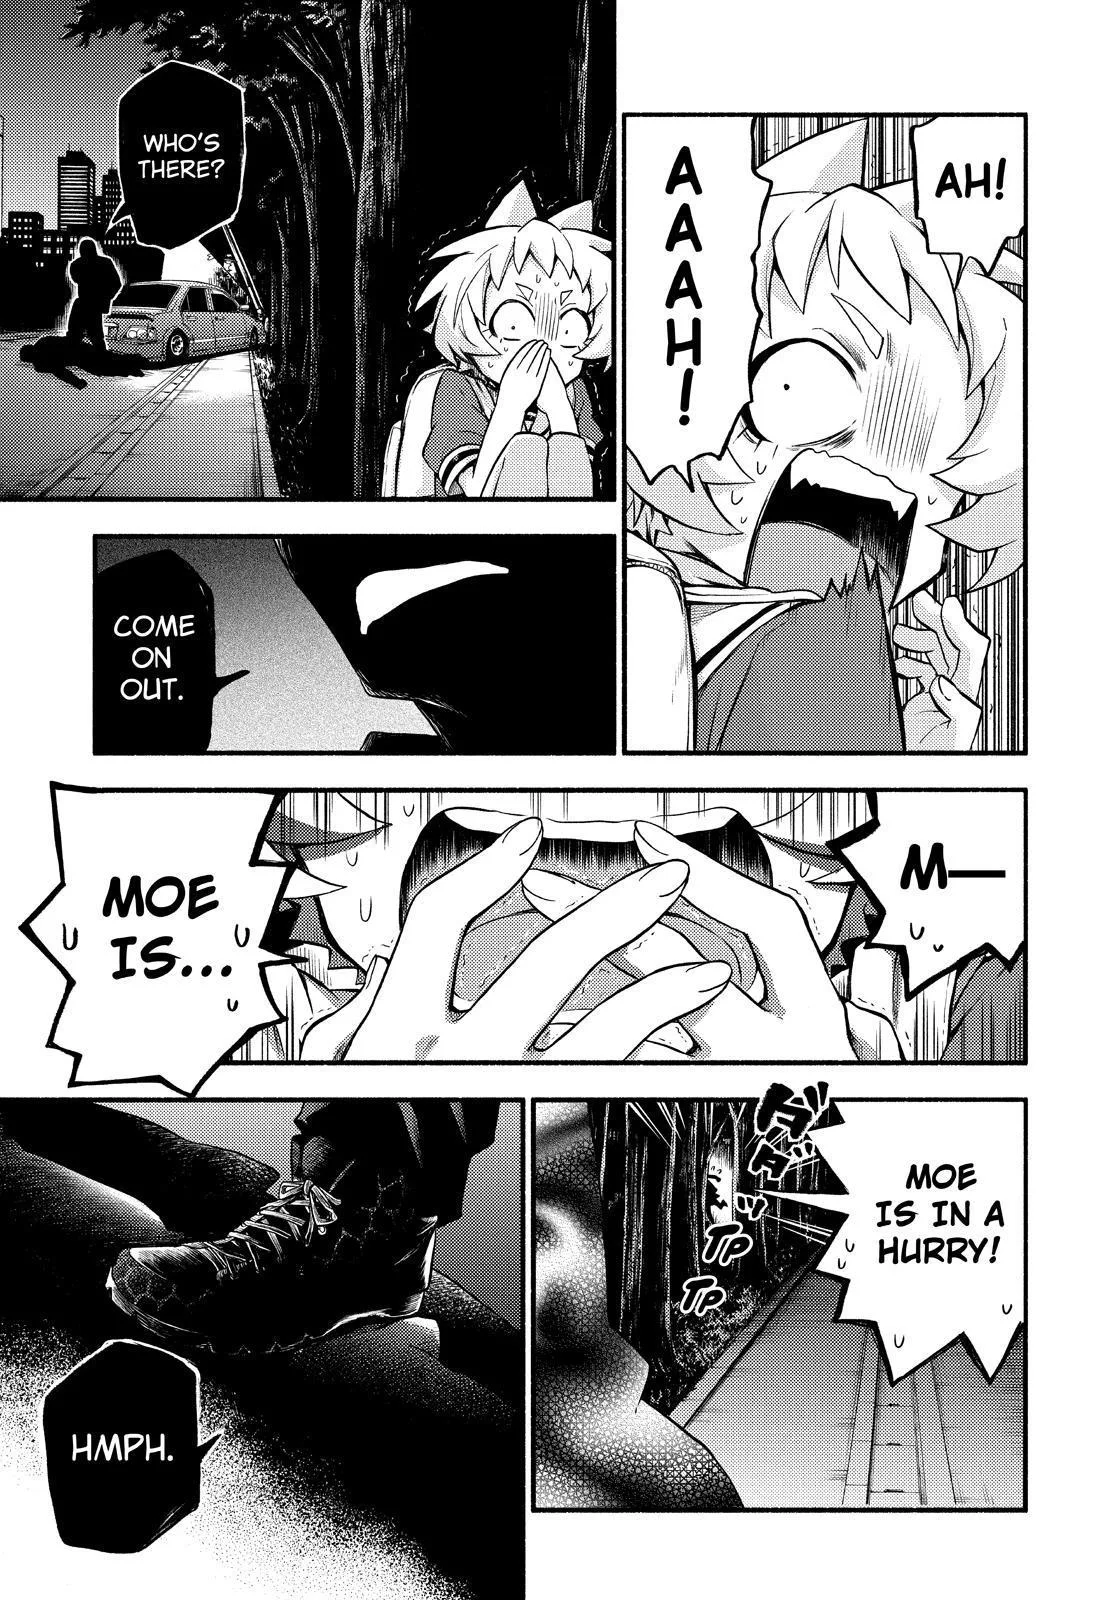 AH!
AAAAH!
WHO'S
THERE?
COME
ON
OUT.
M—
MOE
IS...
MOE
IS IN A
HURRY!
TP
TP
HMPH.